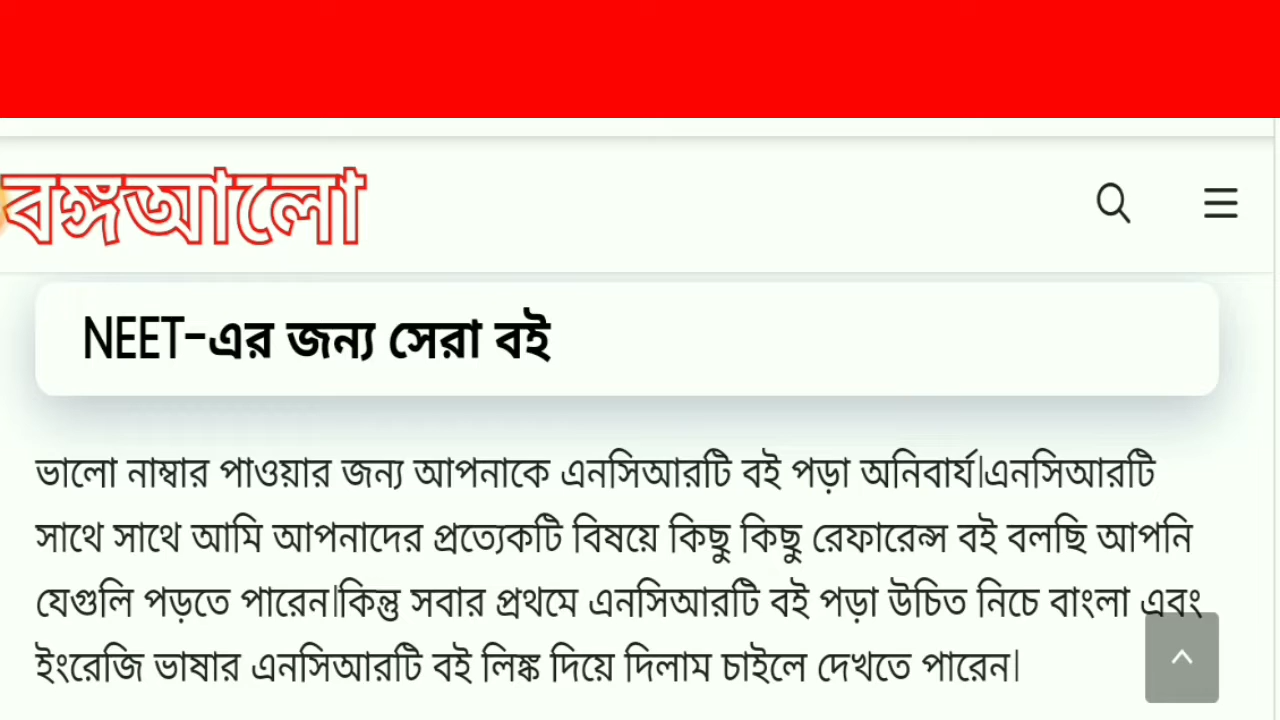 বঙ্গআলো
NEET-এর জন্য সেরা বই
ভালো নাম্বার পাওয়ার জন্য আপনাকে এনসিআরটি বই পড়া অনিবার্য।এনসিআরটি
সাথে সাথে আমি আপনাদের প্রত্যেকটি বিষয়ে কিছু কিছু রেফারেন্স বই বলছি আপনি
যেগুলি পড়তে পারেন।কিন্তু সবার প্রথমে এনসিআরটি বই পড়া উচিত নিচে বাংলা এবং
ইংরেজি ভাষার এনসিআরটি বই লিঙ্ক দিয়ে দিলাম চাইলে দেখতে পারেন।